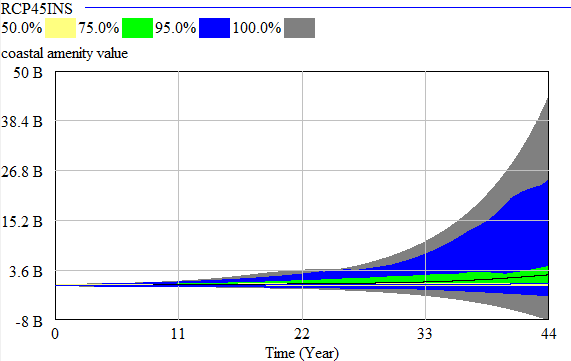 RCP45INS
50.0% 75.0% 95.0% 100.0%
coastal amenity value
50 B
38.4 B
26.8 B
15.2 B
3.6 B
-8 B
0 11 22 33 44
Time (Year)